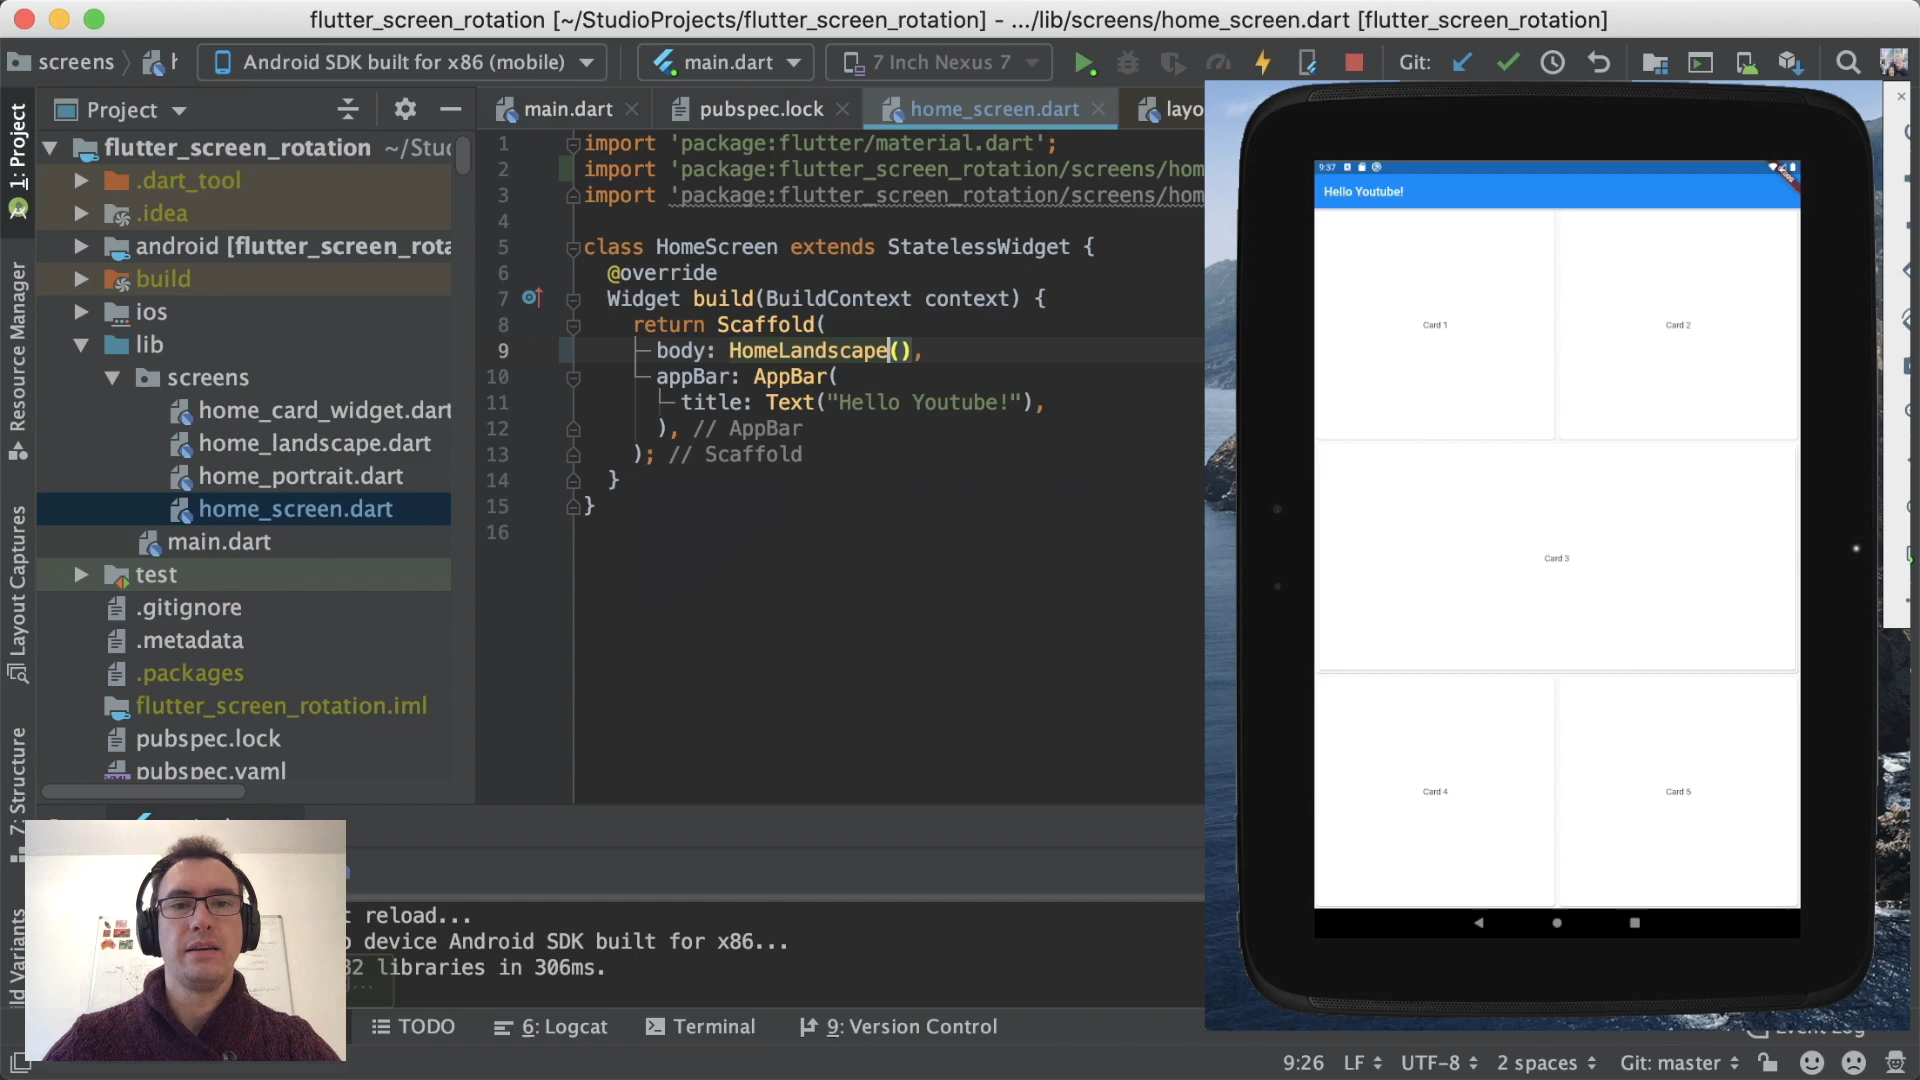 flutter_screen_rotation [~/StudioProjects/flutter_screen_rotation] - .../lib/screens/home_screen.dart [flutter_screen_rotation]
screens
Android SDK built for x86 (mobile)
main.dart
7 Inch Nexus 7
Git:
Project
main.dart
pubspec.lock
home_screen.dart
layo
1: Project
Resource Manager
Layout Captures
7: Structure
ld Variants
flutter_screen_rotation ~/Stuc
.dart_tool
.idea
android [flutter_screen_rota
build
ios
lib
screens
home_card_widget.dart
home_landscape.dart
home_portrait.dart
home_screen.dart
main.dart
test
.gitignore
.metadata
.packages
flutter_screen_rotation.iml
pubspec.lock
pubspec.yaml
1 import 'package:flutter/material.dart';
2 import 'package:flutter_screen_rotation/screens/hom
3 import 'package:flutter_screen_rotation/screens/hom
4
5 class HomeScreen extends StatelessWidget {
6 @override
7 Widget build(BuildContext context) {
8 return Scaffold(
9 body: HomeLandscape(),
10 appBar: AppBar(
11 title: Text("Hello Youtube!"),
12 ), // AppBar
13 ); // Scaffold
14 }
15 }
16
9:37
Hello Youtube!
Card 1
Card 2
Card 3
Card 4
Card 5
t reload...
o device Android SDK built for x86...
32 libraries in 306ms.
TODO
6: Logcat
Terminal
9: Version Control
Event Log
9:26
LF
UTF-8
2 spaces
Git: master